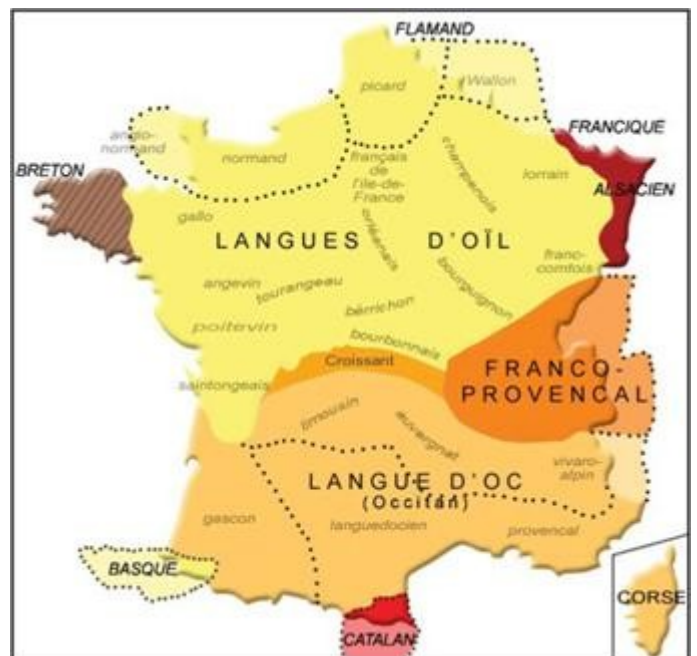 FLAMAND
picard
Wallon
anglo-
normand
normand
FRANCIQUE
BRETON
français
de
l'île-de-
France
champenois
lorrain
ALSACIEN
gallo
orléanais
LANGUES D'OÏL
franc-
comtois
angevin
tourangeau
bourguignon
berrichon
poitevin
bourbonnais
Croissant
FRANCO-
PROVENCAL
saintongeais
limousin
auvergnat
vivaro-
alpin
LANGUE D'OC
(Occitan)
gascon
languedocien
provencal
BASQUE
CORSE
CATALAN